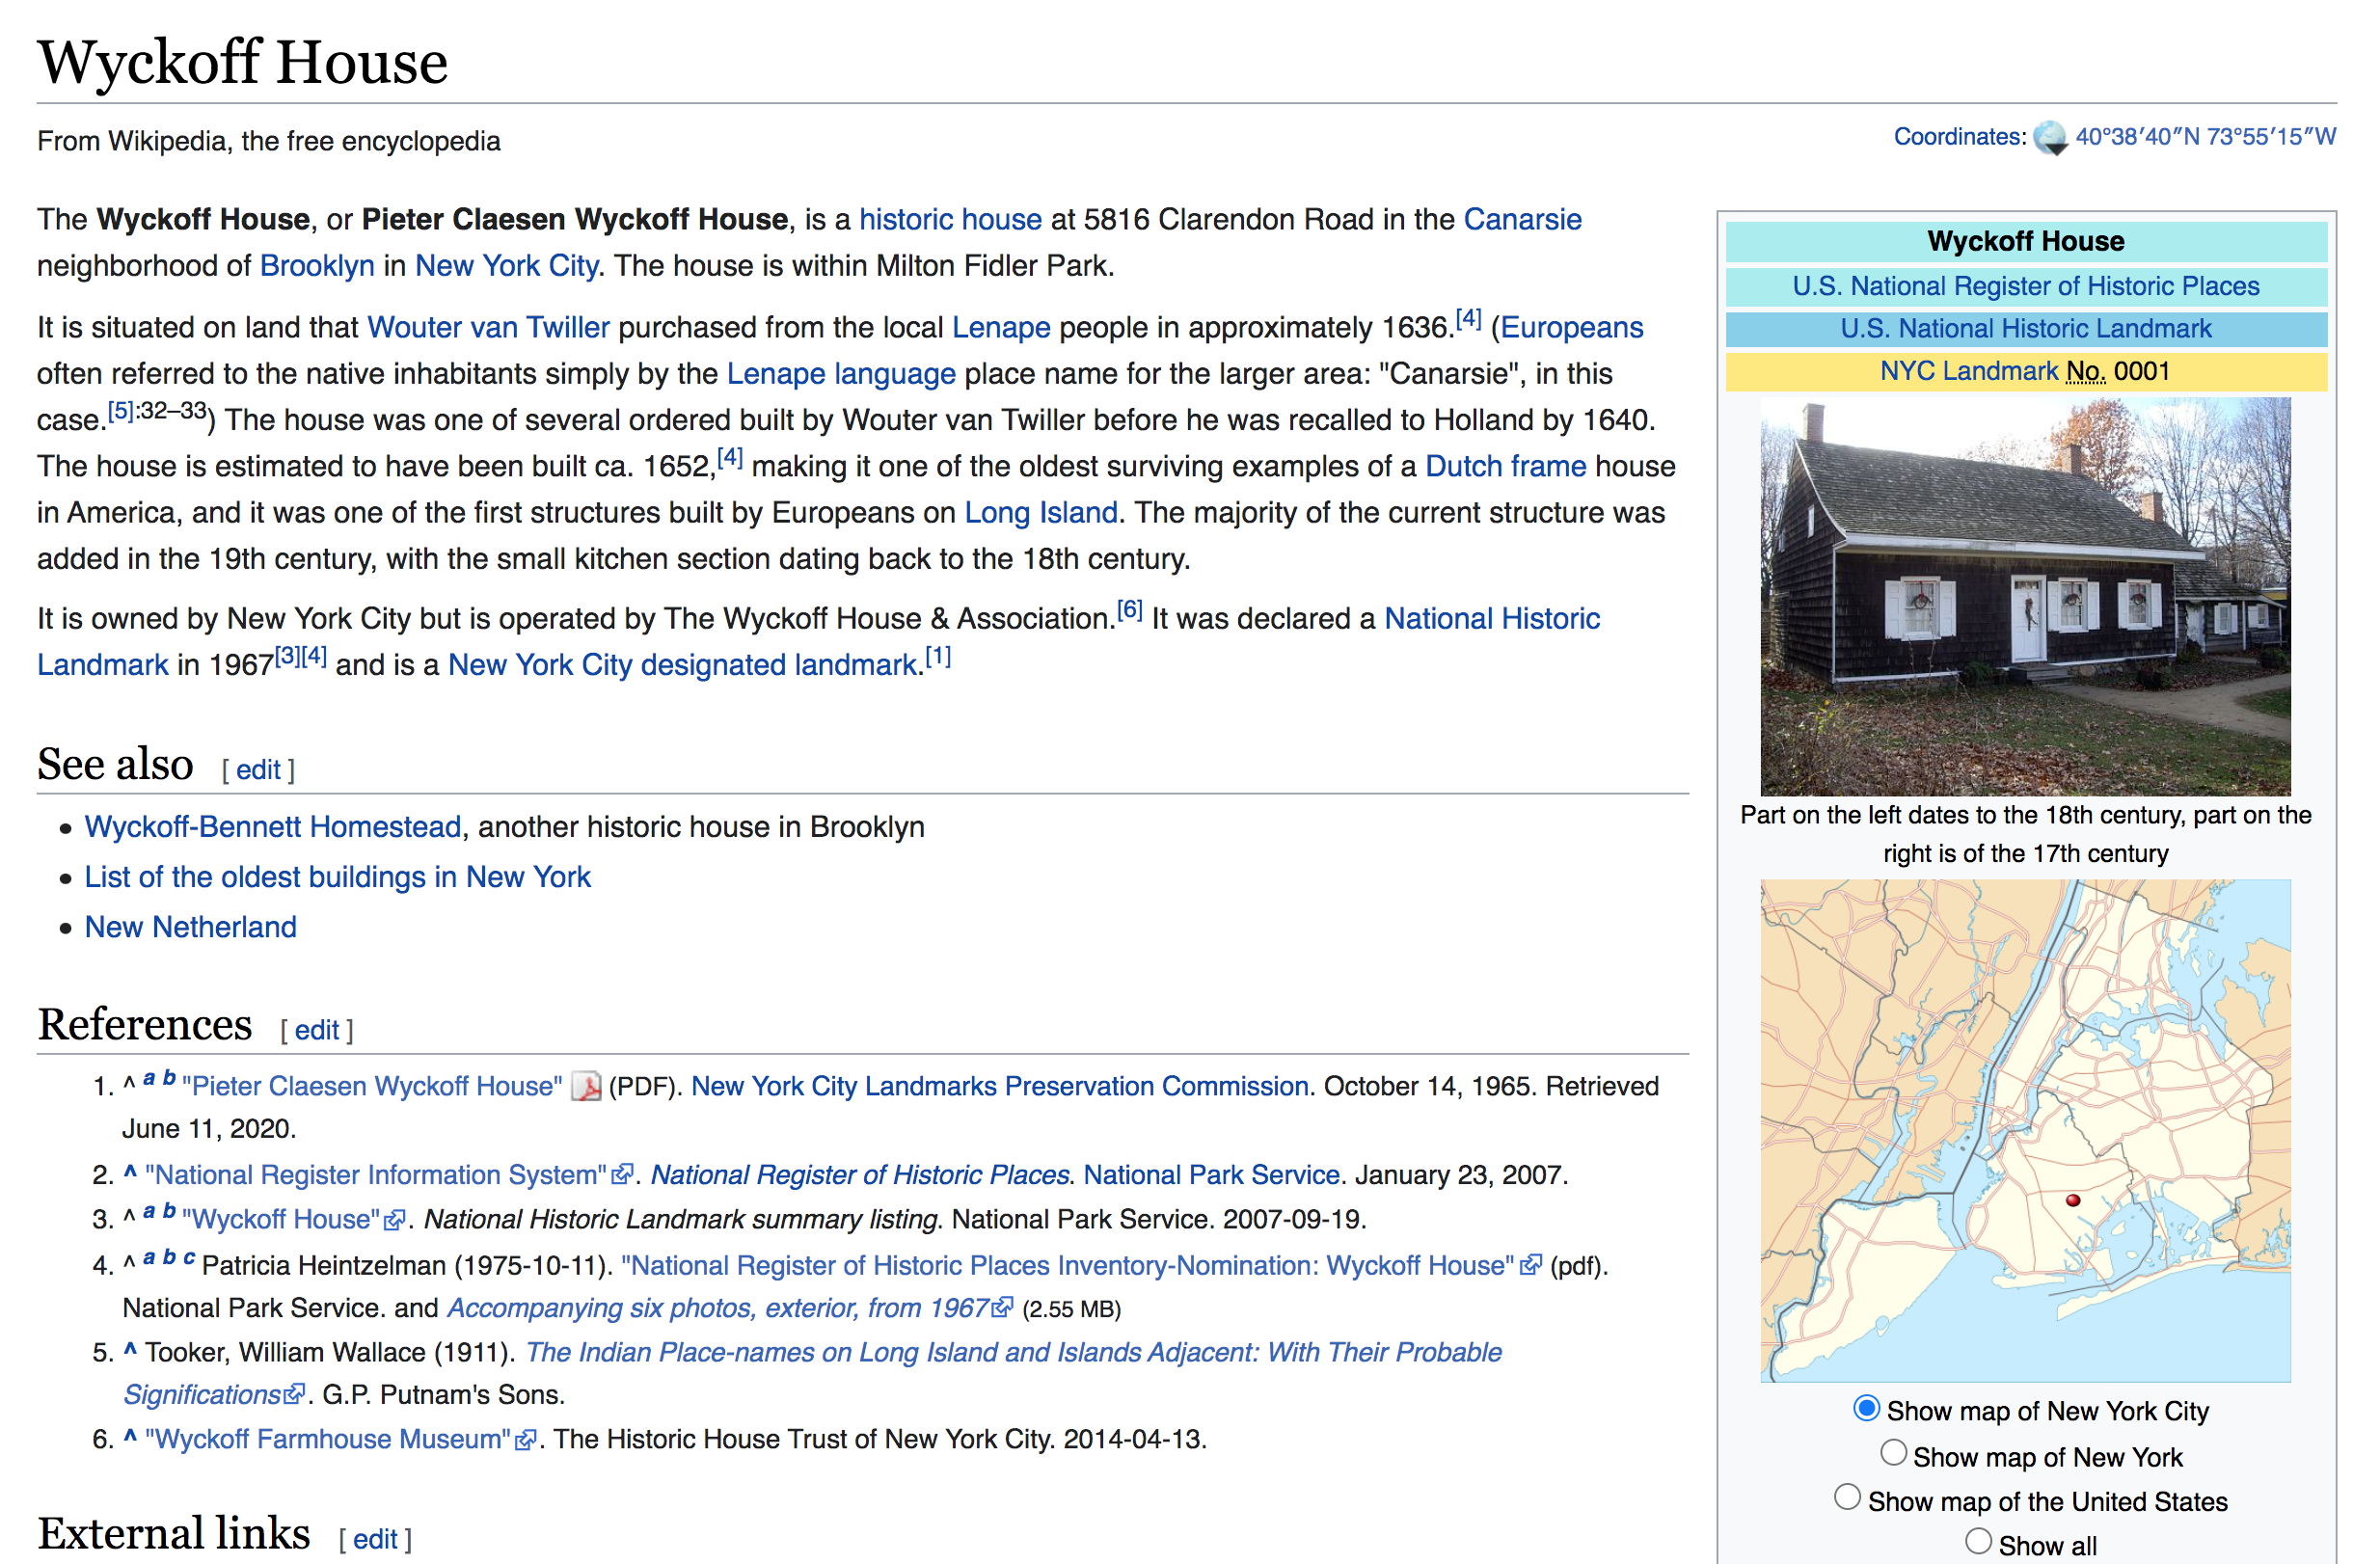 Wyckoff House
From Wikipedia, the free encyclopedia
Coordinates: 40°38′40″N 73°55′15″W
The Wyckoff House, or Pieter Claesen Wyckoff House, is a historic house at 5816 Clarendon Road in the Canarsie
neighborhood of Brooklyn in New York City. The house is within Milton Fidler Park.
It is situated on land that Wouter van Twiller purchased from the local Lenape people in approximately 1636.[4] (Europeans
often referred to the native inhabitants simply by the Lenape language place name for the larger area: "Canarsie", in this
case.[5]:32–33) The house was one of several ordered built by Wouter van Twiller before he was recalled to Holland by 1640.
The house is estimated to have been built ca. 1652,[4] making it one of the oldest surviving examples of a Dutch frame house
in America, and it was one of the first structures built by Europeans on Long Island. The majority of the current structure was
added in the 19th century, with the small kitchen section dating back to the 18th century.
It is owned by New York City but is operated by The Wyckoff House & Association.[6] It was declared a National Historic
Landmark in 1967[3][4] and is a New York City designated landmark.[1]
See also [ edit ]
• Wyckoff-Bennett Homestead, another historic house in Brooklyn
• List of the oldest buildings in New York
• New Netherland
References [ edit ]
1. ^ a b "Pieter Claesen Wyckoff House" (PDF). New York City Landmarks Preservation Commission. October 14, 1965. Retrieved
June 11, 2020.
2. ^ "National Register Information System". National Register of Historic Places. National Park Service. January 23, 2007.
3. ^ a b "Wyckoff House". National Historic Landmark summary listing. National Park Service. 2007-09-19.
4. ^ a b c Patricia Heintzelman (1975-10-11). "National Register of Historic Places Inventory-Nomination: Wyckoff House" (pdf).
National Park Service. and Accompanying six photos, exterior, from 1967 (2.55 MB)
5. ^ Tooker, William Wallace (1911). The Indian Place-names on Long Island and Islands Adjacent: With Their Probable
Significations. G.P. Putnam's Sons.
6. ^ "Wyckoff Farmhouse Museum". The Historic House Trust of New York City. 2014-04-13.
External links [ edit ]
Wyckoff House
U.S. National Register of Historic Places
U.S. National Historic Landmark
NYC Landmark No. 0001
Part on the left dates to the 18th century, part on the
right is of the 17th century
Show map of New York City
Show map of New York
Show map of the United States
Show all